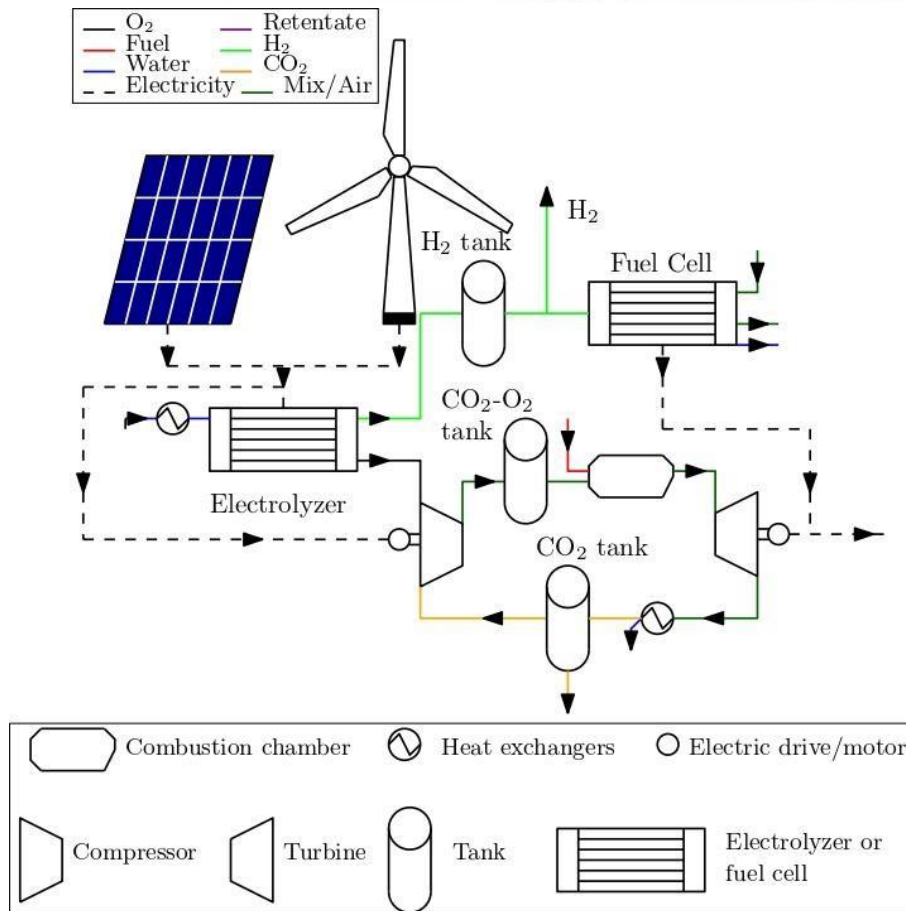 O₂ Retentate
Fuel H₂
Water CO₂
Electricity Mix/Air
H₂
H₂ tank
Fuel Cell
CO₂-O₂
tank
Electrolyzer
CO₂ tank
Combustion chamber Heat exchangers Electric drive/motor
Compressor Turbine Tank Electrolyzer or
fuel cell